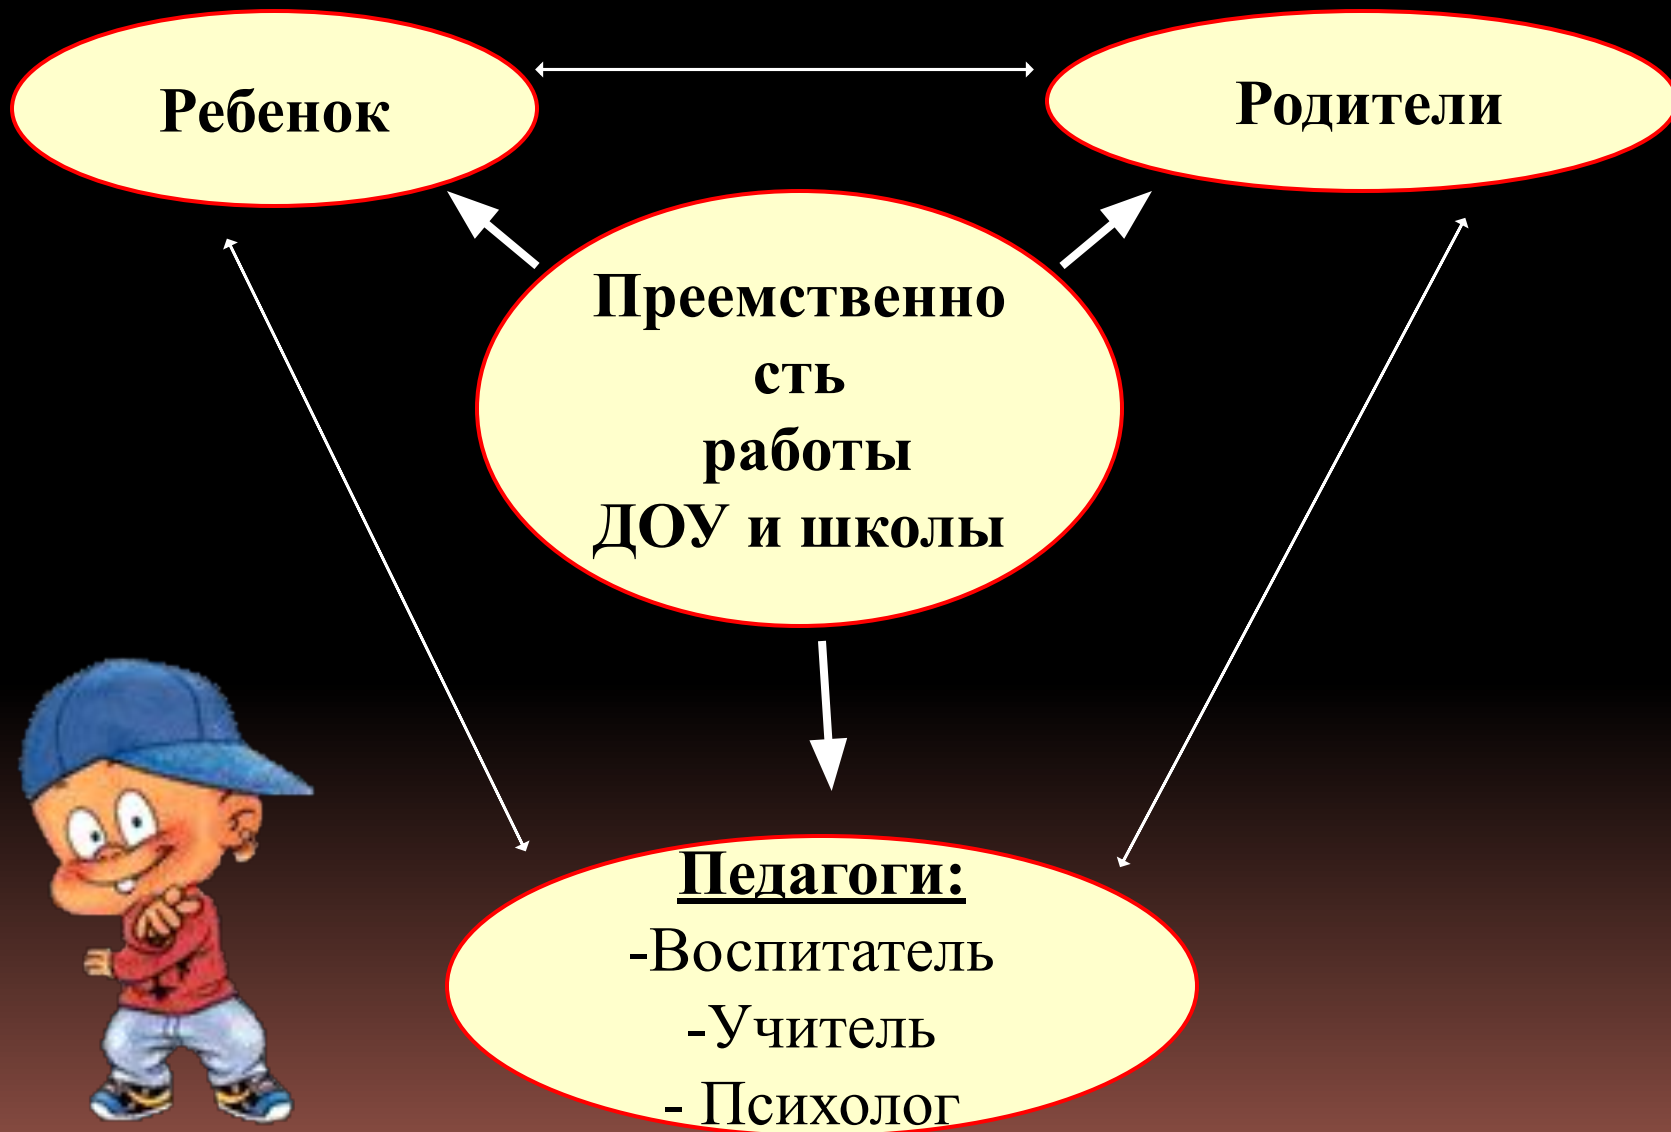 Ребенок
Родители
Преемственно
сть
работы
ДОУ и школы
Педагоги:
-Воспитатель
-Учитель
- Психолог